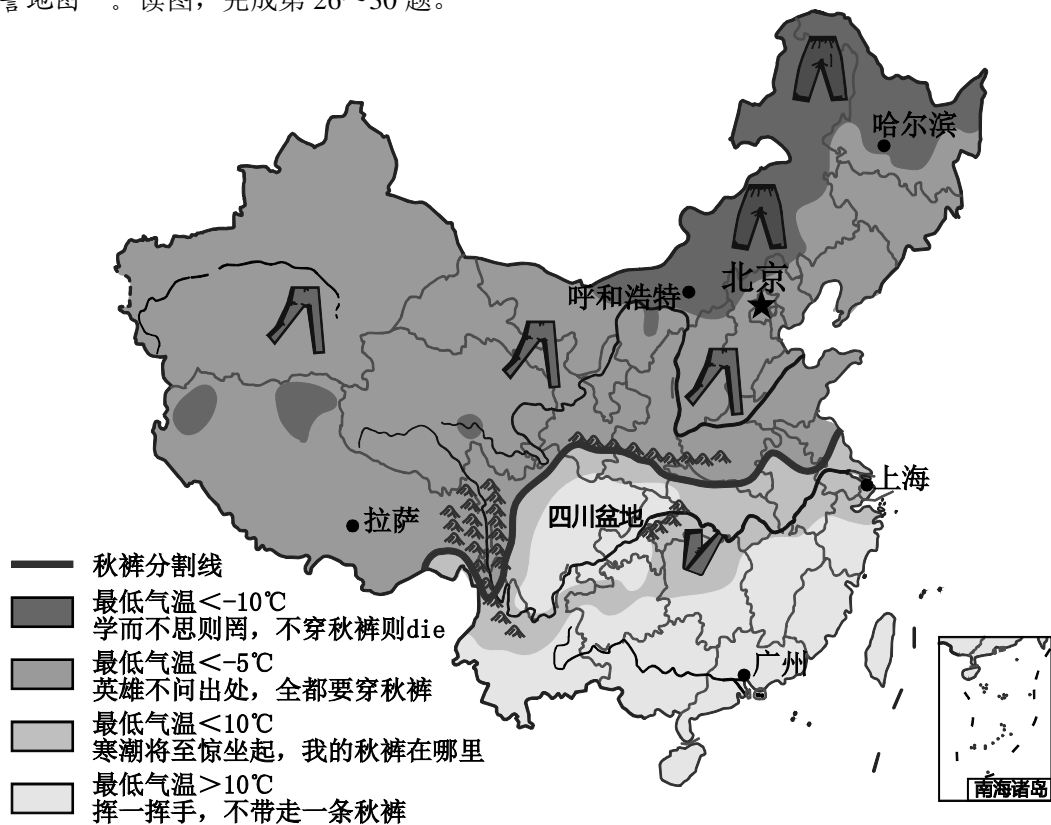 警地图"。读图，完成第26～30题。
哈尔滨
北京
呼和浩特
上海
四川盆地
拉萨
广州
秋裤分割线
最低气温＜-10℃
学而不思则罔，不穿秋裤则die
最低气温＜-5℃
英雄不问出处，全都要穿秋裤
最低气温＜10℃
寒潮将至惊坐起，我的秋裤在哪里
最低气温＞10℃
挥一挥手，不带走一条秋裤
南海诸岛